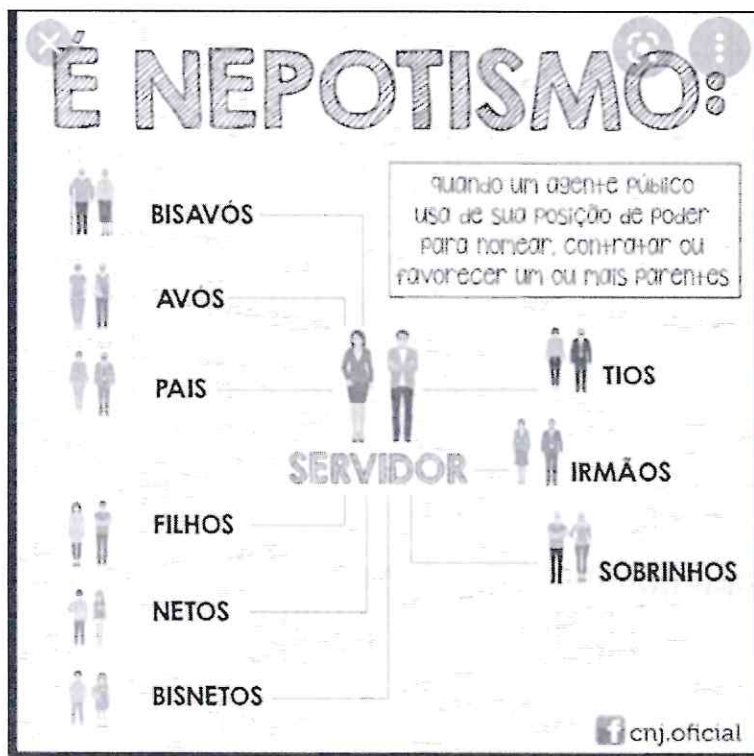 É NEPOTISMO:
quando um agente público
usa de sua posição de poder
para nomear, contratar ou
favorecer um ou mais parentes
BISAVÓS
AVÓS
PAIS
TIOS
SERVIDOR
IRMÃOS
FILHOS
SOBRINHOS
NETOS
BISNETOS
f cnj.oficial